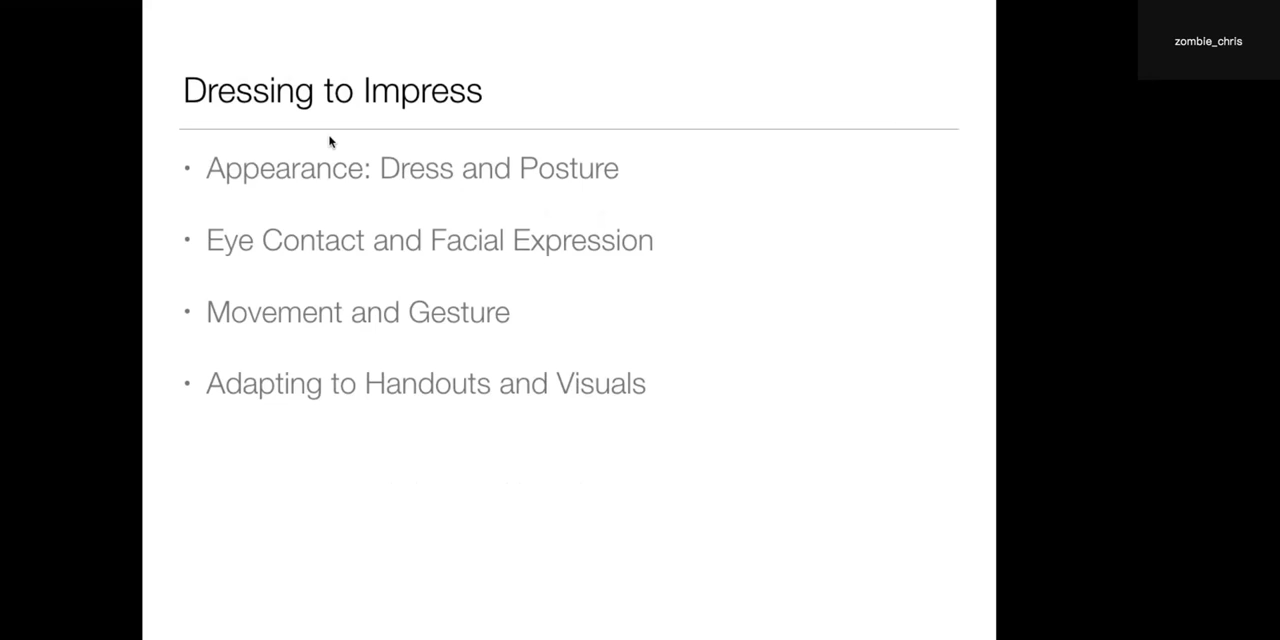 zombie_chris
Dressing to Impress
• Appearance: Dress and Posture
• Eye Contact and Facial Expression
• Movement and Gesture
• Adapting to Handouts and Visuals